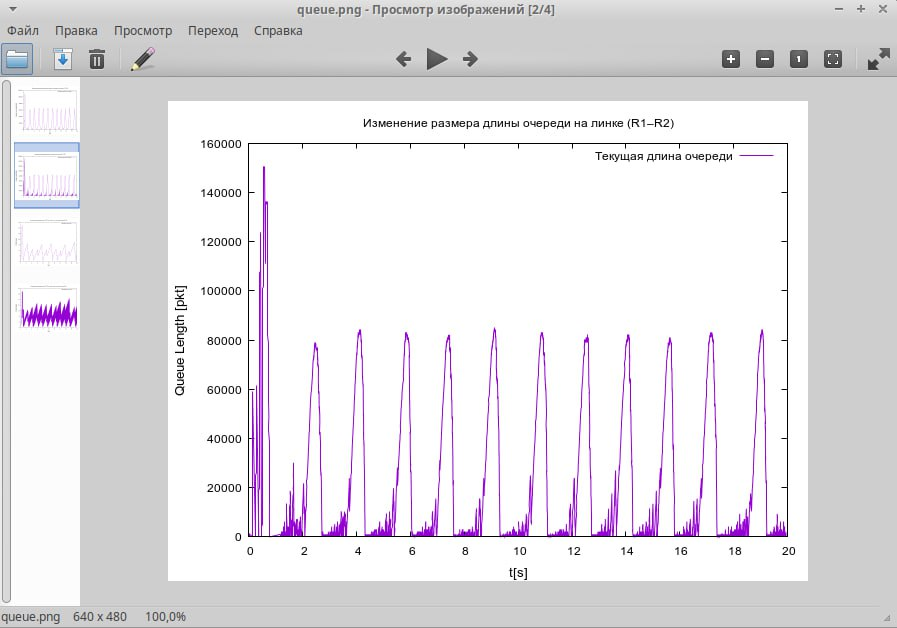 queue.png - Просмотр изображений [2/4]
Файл Правка Просмотр Переход Справка
1
Изменение размера длины очереди на линке (R1–R2)
Текущая длина очереди
160000
140000
120000
100000
80000
60000
40000
20000
0
Queue Length [pkt]
0 2 4 6 8 10 12 14 16 18 20
t[s]
queue.png 640 x 480 100,0%